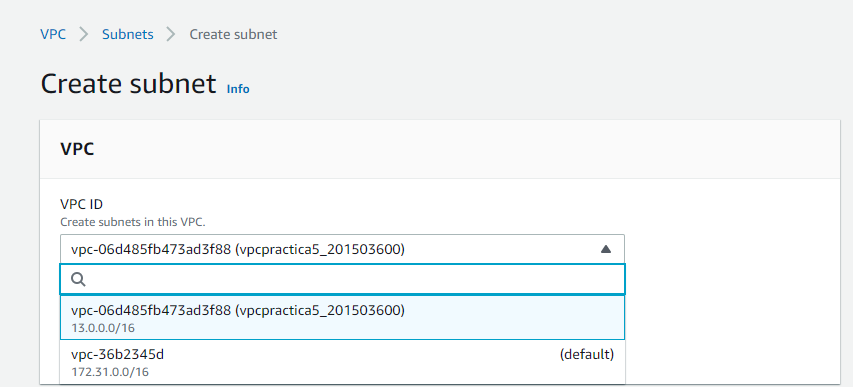 VPC > Subnets > Create subnet
Create subnet Info
VPC
VPC ID
Create subnets in this VPC.
vpc-06d485fb473ad3f88 (vpcpractica5_201503600)
vpc-06d485fb473ad3f88 (vpcpractica5_201503600)
13.0.0.0/16
vpc-36b2345d (default)
172.31.0.0/16